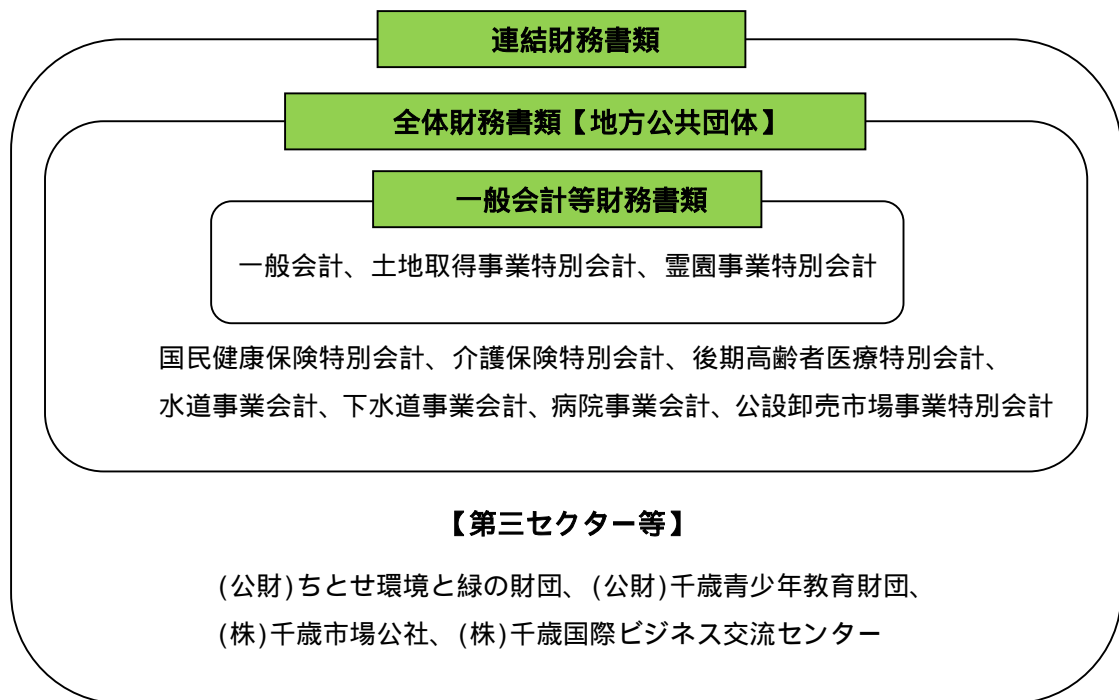 連結財務書類
全体財務書類【地方公共団体】
一般会計等財務書類
一般会計、土地取得事業特別会計、霊園事業特別会計
国民健康保険特別会計、介護保険特別会計、後期高齢者医療特別会計、
水道事業会計、下水道事業会計、病院事業会計、公設卸売市場事業特別会計
【第三セクター等】
(公財)ちとせ環境と緑の財団、(公財)千歳青少年教育財団、
(株)千歳市場公社、(株)千歳国際ビジネス交流センター